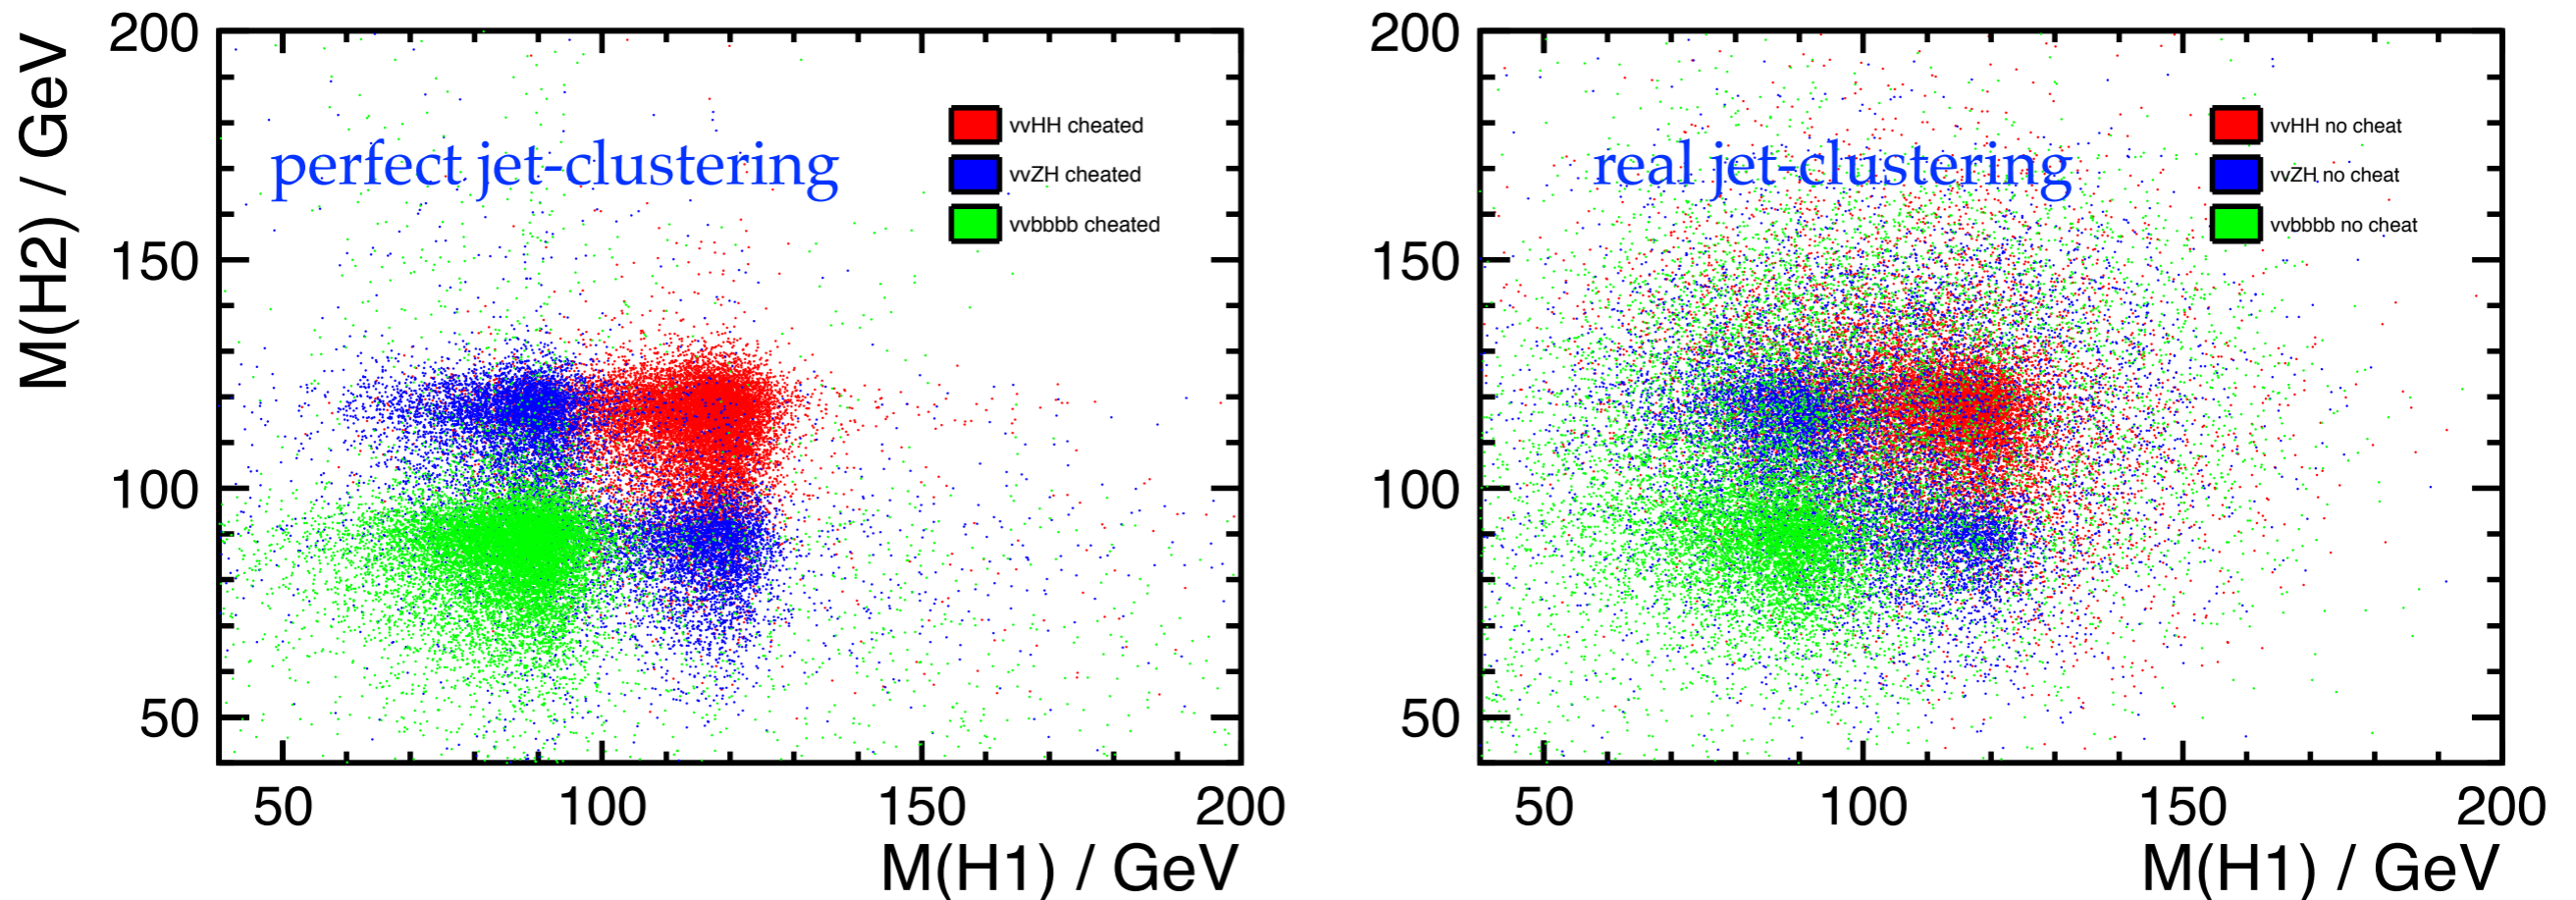 M(H2) / GeV
200
150
100
50
perfect jet-clustering
vvHH cheated
vvZH cheated
vvbbbb cheated
50 100 150 200
M(H1) / GeV
200
150
100
50
real jet-clustering
vvHH no cheat
vvZH no cheat
vvbbbb no cheat
50 100 150 200
M(H1) / GeV